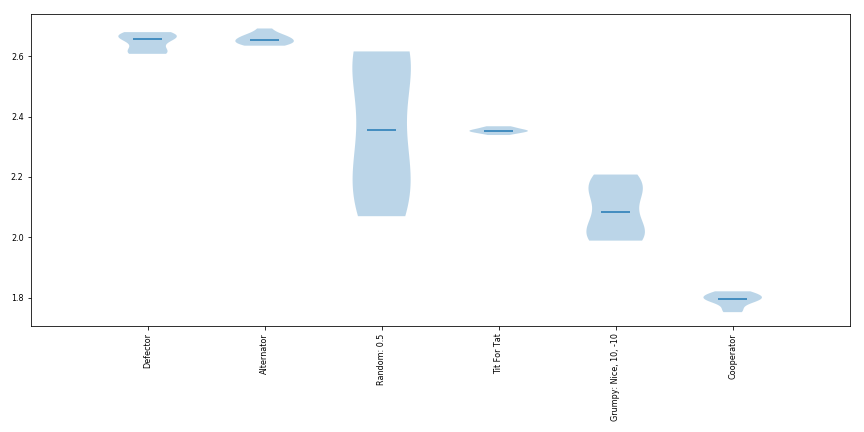 2.6
2.4
2.2
2.0
1.8
Defector
Alternator
Random: 0.5
Tit For Tat
Grumpy: Nice, 10, -10
Cooperator